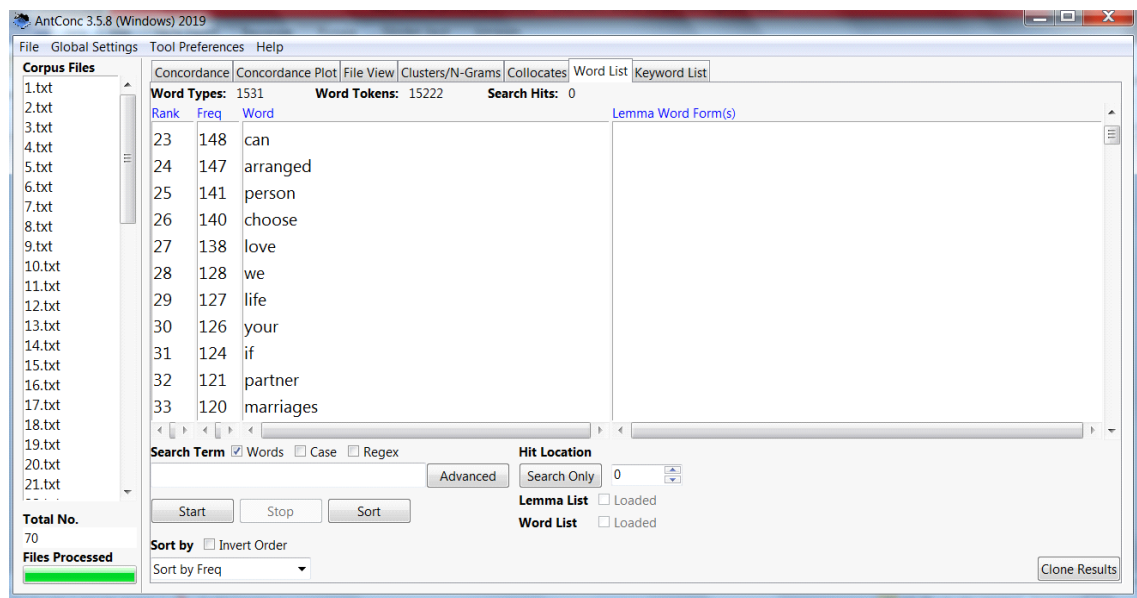 AntConc 3.5.8 (Windows) 2019
File Global Settings Tool Preferences Help
Corpus Files
1.txt
2.txt
3.txt
4.txt
5.txt
6.txt
7.txt
8.txt
9.txt
10.txt
11.txt
12.txt
13.txt
14.txt
15.txt
16.txt
17.txt
18.txt
19.txt
20.txt
21.txt
Total No.
70
Files Processed
Concordance Concordance Plot File View Clusters/N-Grams Collocates Word List Keyword List
Word Types: 1531 Word Tokens: 15222 Search Hits: 0
Rank Freq Word Lemma Word Form(s)
23 148 can
24 147 arranged
25 141 person
26 140 choose
27 138 love
28 128 we
29 127 life
30 126 your
31 124 if
32 121 partner
33 120 marriages
Search Term Words Case Regex Hit Location
Advanced Search Only 0
Start Stop Sort Lemma List Loaded
Word List Loaded
Sort by Invert Order
Sort by Freq Clone Results